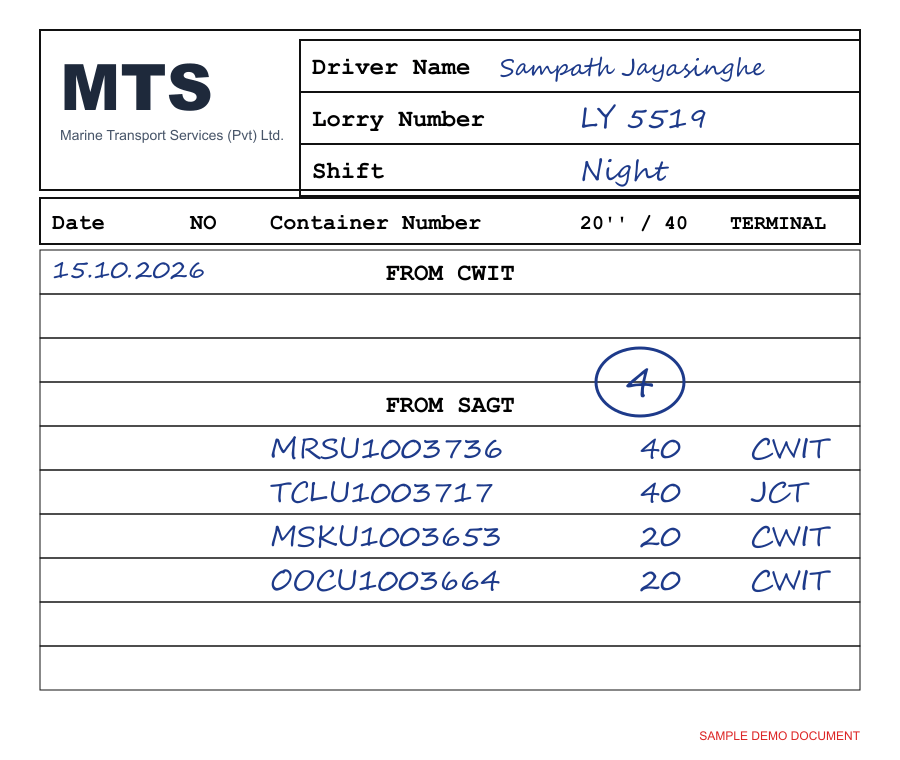 MTS
Marine Transport Services (Pvt) Ltd.
Driver Name Sampath Jayasinghe
Lorry Number LY 5519
Shift Night
Date NO Container Number 20'' / 40 TERMINAL
15.10.2026 FROM CWIT
4
FROM SAGT
MRSU1003736 40 CWIT
TCLU1003717 40 JCT
MSKU1003653 20 CWIT
OOCU1003664 20 CWIT
SAMPLE DEMO DOCUMENT